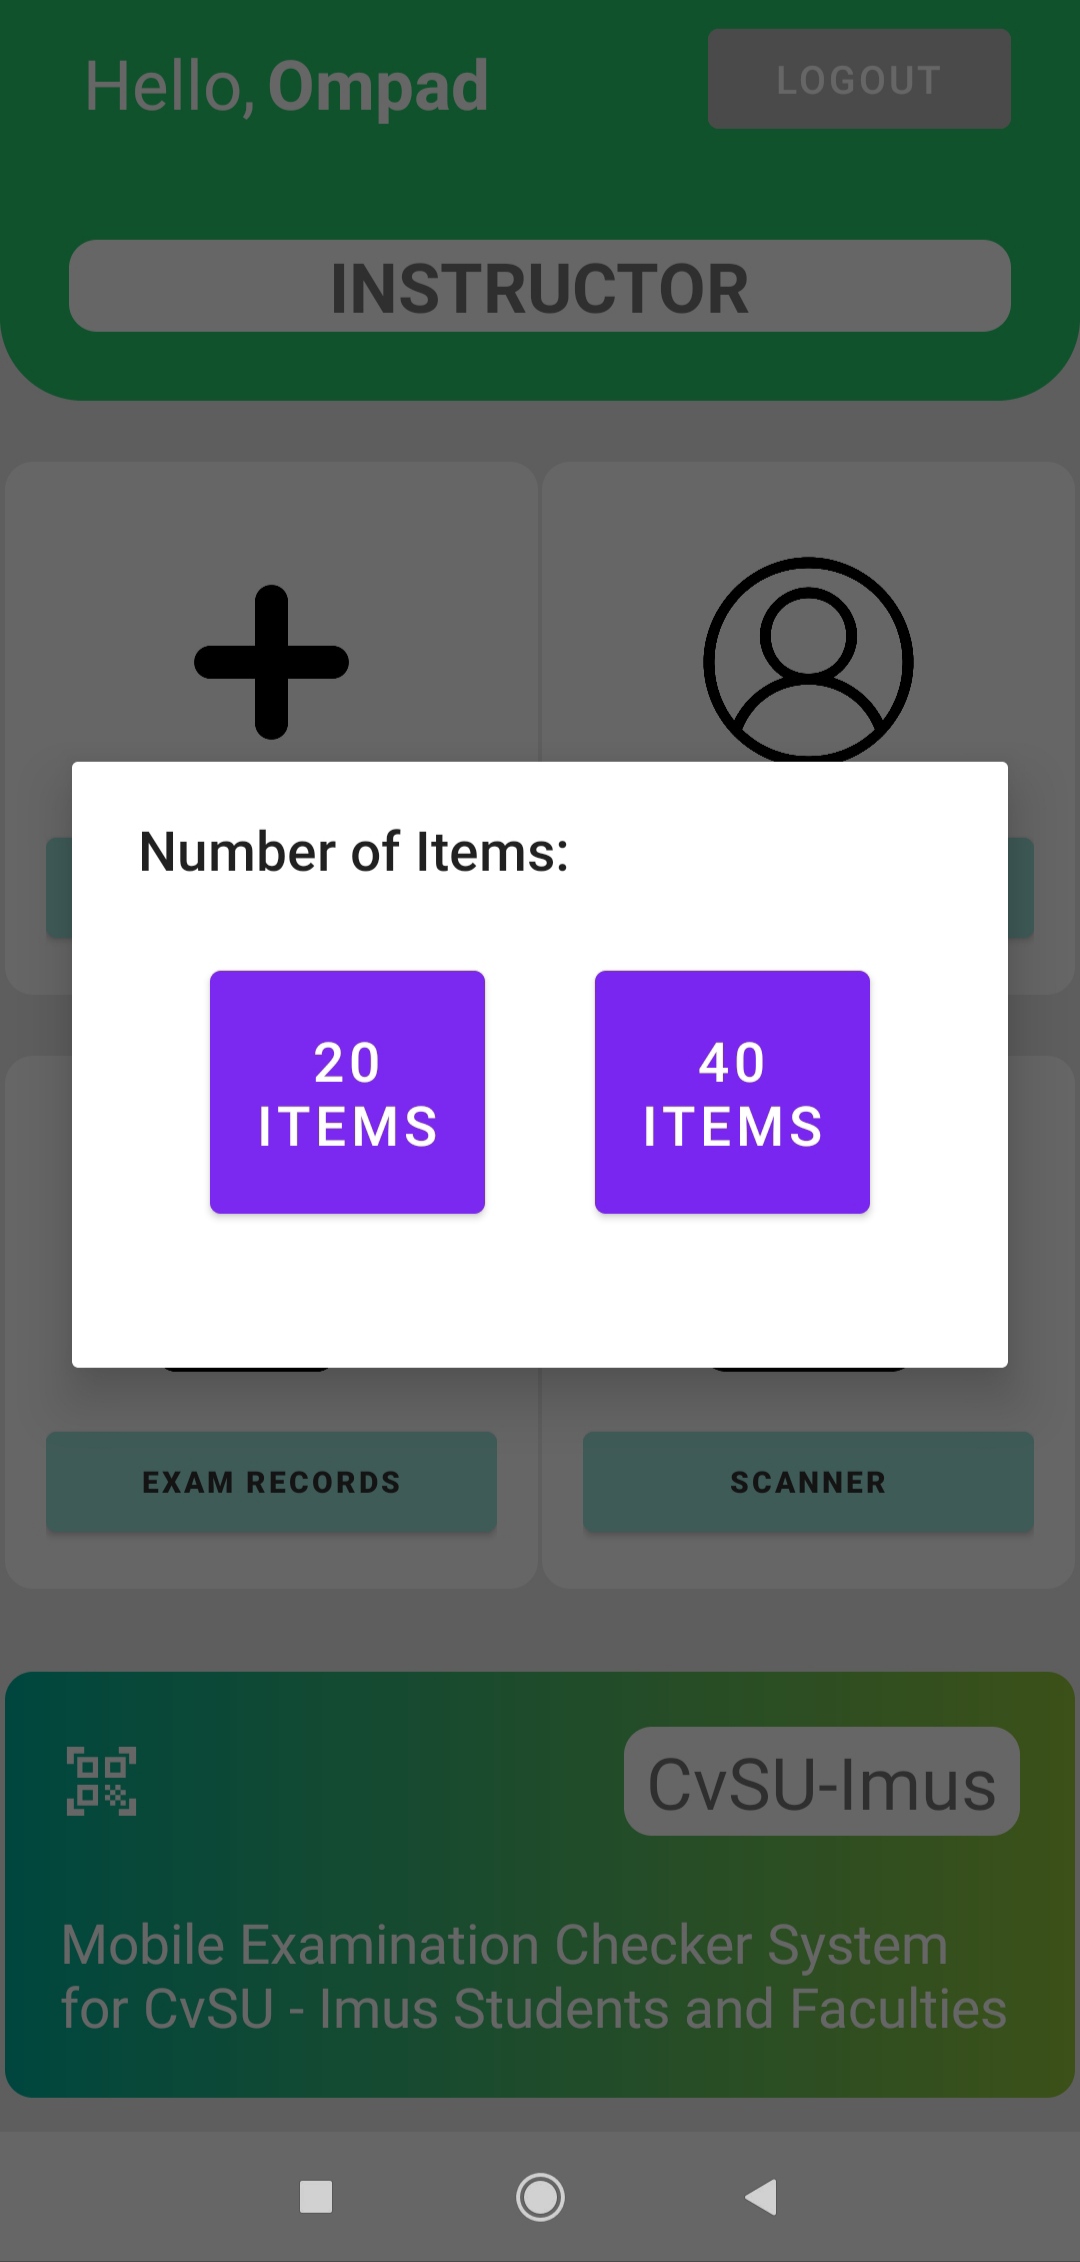 Hello, Ompad
LOGOUT
INSTRUCTOR
Number of Items:
20
ITEMS
40
ITEMS
EXAM RECORDS
SCANNER
CvSU-Imus
Mobile Examination Checker System
for CvSU - Imus Students and Faculties